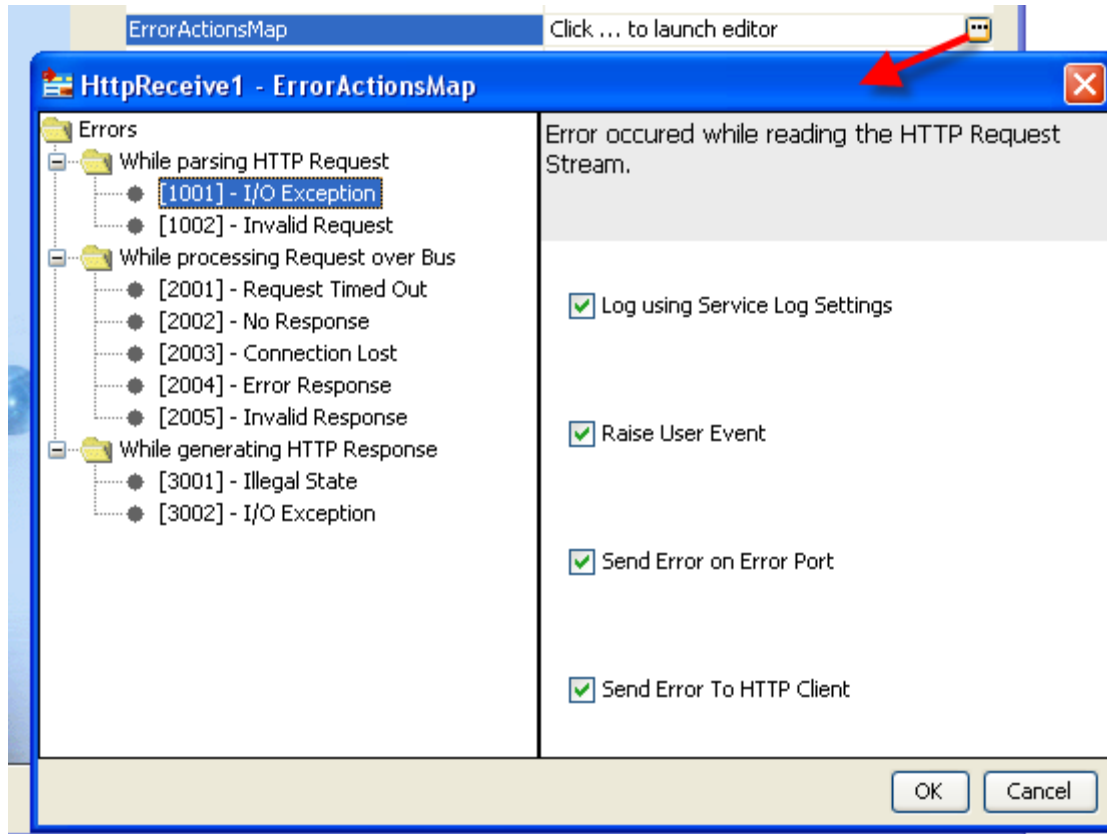 ErrorActionsMap
Click ... to launch editor
HttpReceive1 - ErrorActionsMap
Errors
While parsing HTTP Request
[1001] - I/O Exception
[1002] - Invalid Request
While processing Request over Bus
[2001] - Request Timed Out
[2002] - No Response
[2003] - Connection Lost
[2004] - Error Response
[2005] - Invalid Response
While generating HTTP Response
[3001] - Illegal State
[3002] - I/O Exception
Error occured while reading the HTTP Request
Stream.
Log using Service Log Settings
Raise User Event
Send Error on Error Port
Send Error To HTTP Client
OK
Cancel